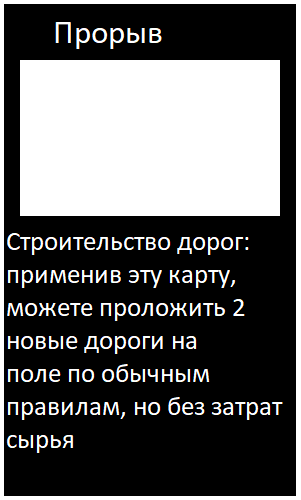 Прорыв
Строительство дорог:
применив эту карту,
можете проложить 2
новые дороги на
поле по обычным
правилам, но без затрат
сырья